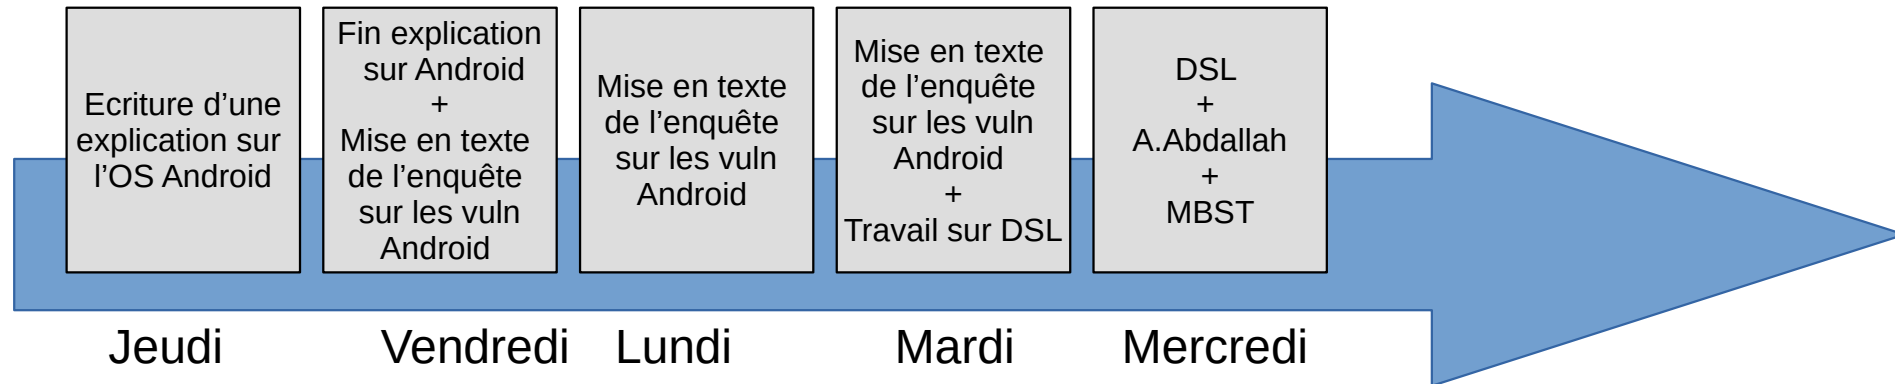 Ecriture d’une
explication sur
l’OS Android
Fin explication
sur Android
+
Mise en texte
de l’enquête
sur les vuln
Android
Mise en texte
de l’enquête
sur les vuln
Android
Mise en texte
de l’enquête
sur les vuln
Android
+
Travail sur DSL
DSL
+
A.Abdallah
+
MBST
Jeudi
Vendredi
Lundi
Mardi
Mercredi